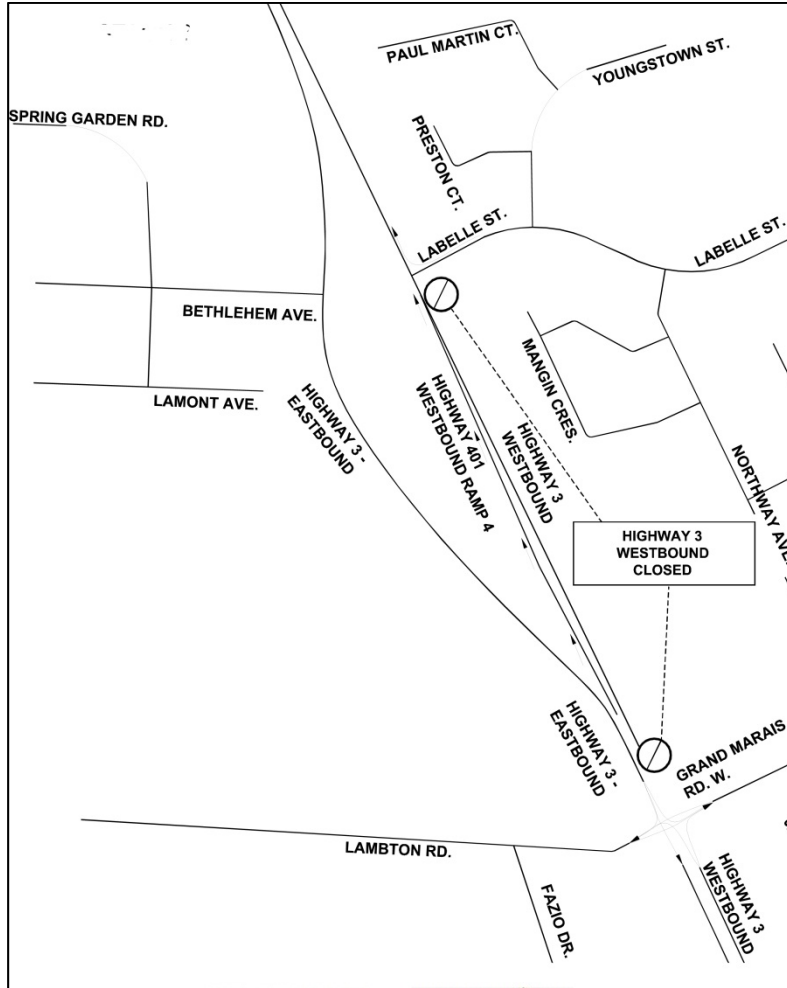 PAUL MARTIN CT.
YOUNGSTOWN ST.
SPRING GARDEN RD.
PRESTON CT.
LABELLE ST.
LABELLE ST.
BETHLEHEM AVE.
LAMONT AVE.
HIGHWAY 3 -
EASTBOUND
HIGHWAY 401
WESTBOUND RAMP 4
HIGHWAY 3
WESTBOUND
MANGIN CRES.
NORTHWAY AVE.
HIGHWAY 3
WESTBOUND
CLOSED
HIGHWAY 3 -
EASTBOUND
GRAND MARAIS
RD. W.
LAMBTON RD.
FAZIO DR.
HIGHWAY 3
WESTBOUND